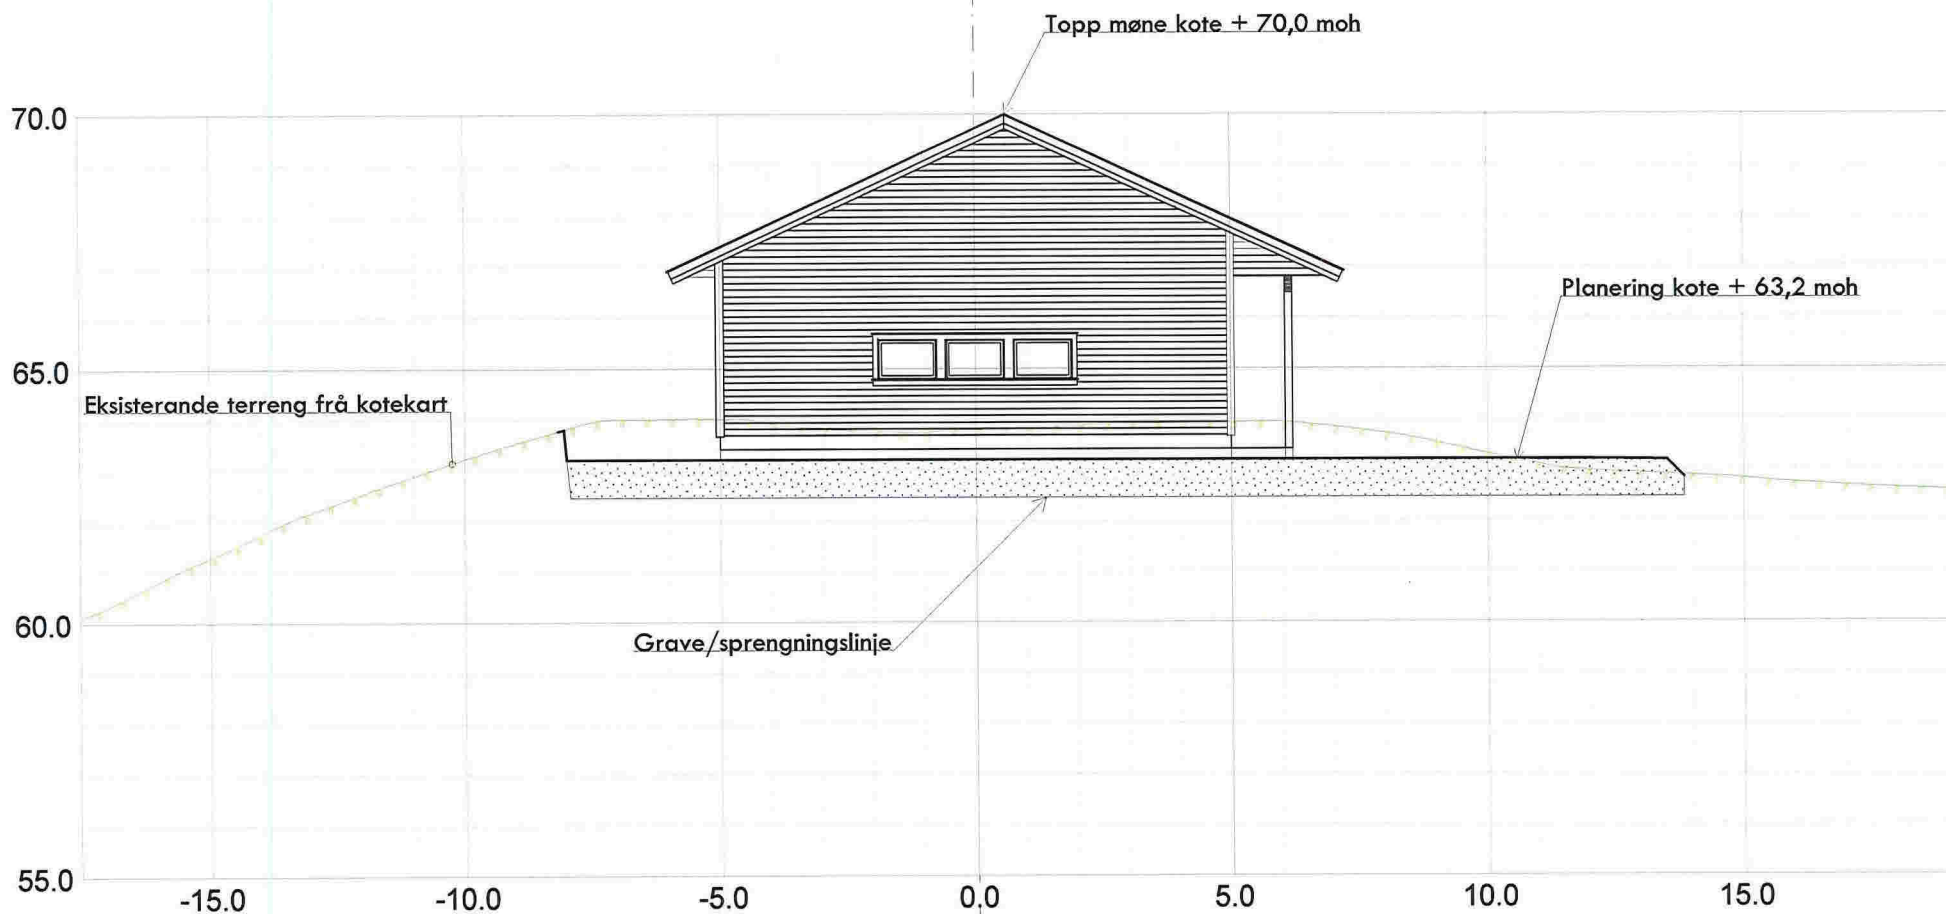 Topp møne kote + 70,0 moh
70.0
Planering kote + 63,2 moh
65.0
Eksisterande terreng frå kotekart
60.0
Grave/sprengningslinje
55.0
-15.0
-10.0
-5.0
0,0
5.0
10.0
15.0